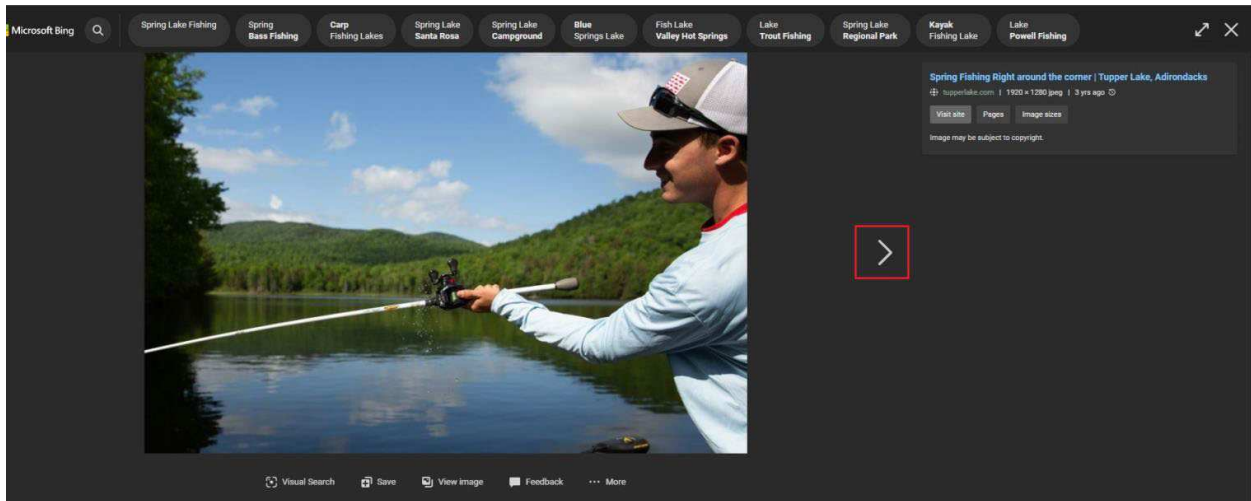 Microsoft Bing
Spring Lake Fishing
Spring
Bass Fishing
Carp
Fishing Lakes
Spring Lake
Santa Rosa
Spring Lake
Campground
Blue
Springs Lake
Fish Lake
Valley Hot Springs
Lake
Trout Fishing
Spring Lake
Regional Park
Kayak
Fishing Lake
Lake
Powell Fishing
Spring Fishing Right around the corner | Tupper Lake, Adirondacks
tupperlake.com | 1920 × 1280 jpeg | 3 yrs ago
Visit site Pages Image sizes
Image may be subject to copyright.
Visual Search Save View image Feedback ··· More